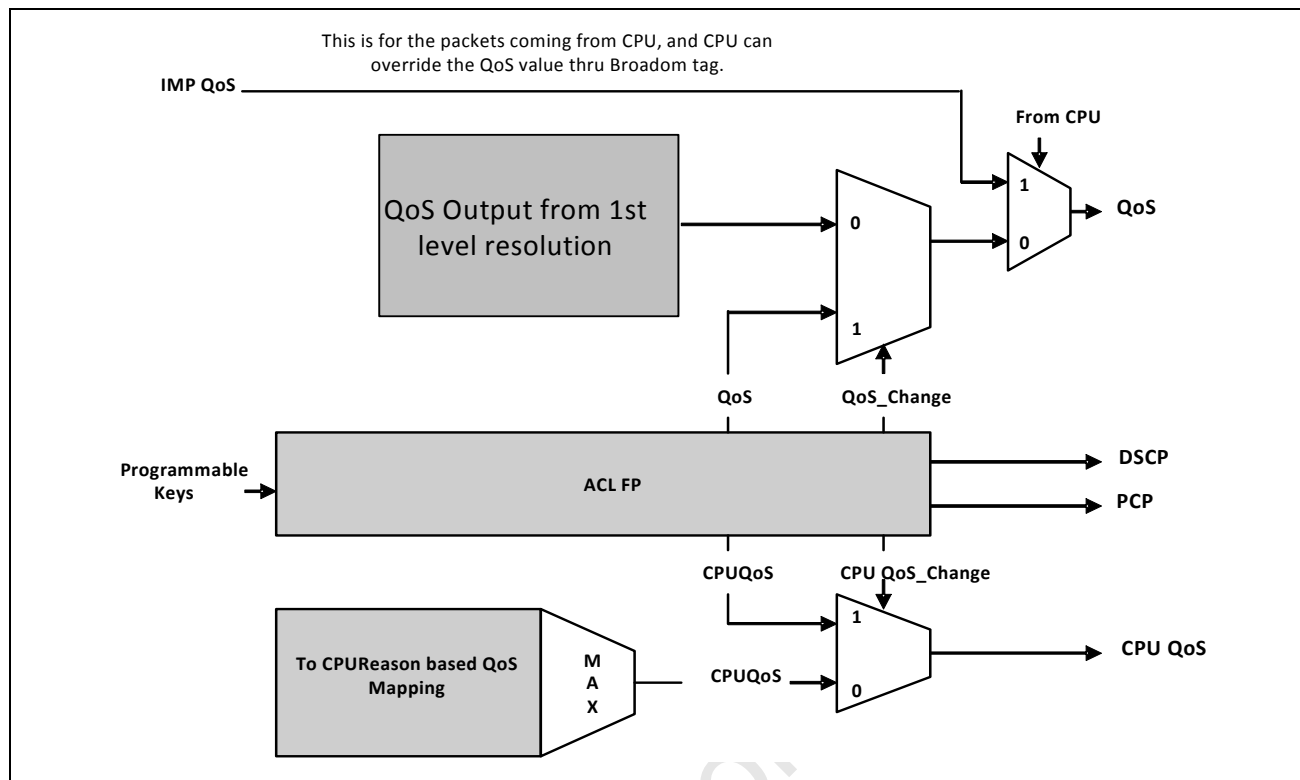 This is for the packets coming from CPU, and CPU can
override the QoS value thru Broadom tag.
IMP QoS
From CPU
1
QoS
0
QoS Output from 1st
level resolution
0
1
QoS
QoS_Change
Programmable
Keys
ACL FP
DSCP
PCP
CPUQoS
CPU QoS_Change
1
CPU QoS
0
To CPUReason based QoS
Mapping
M
A
X
CPUQoS